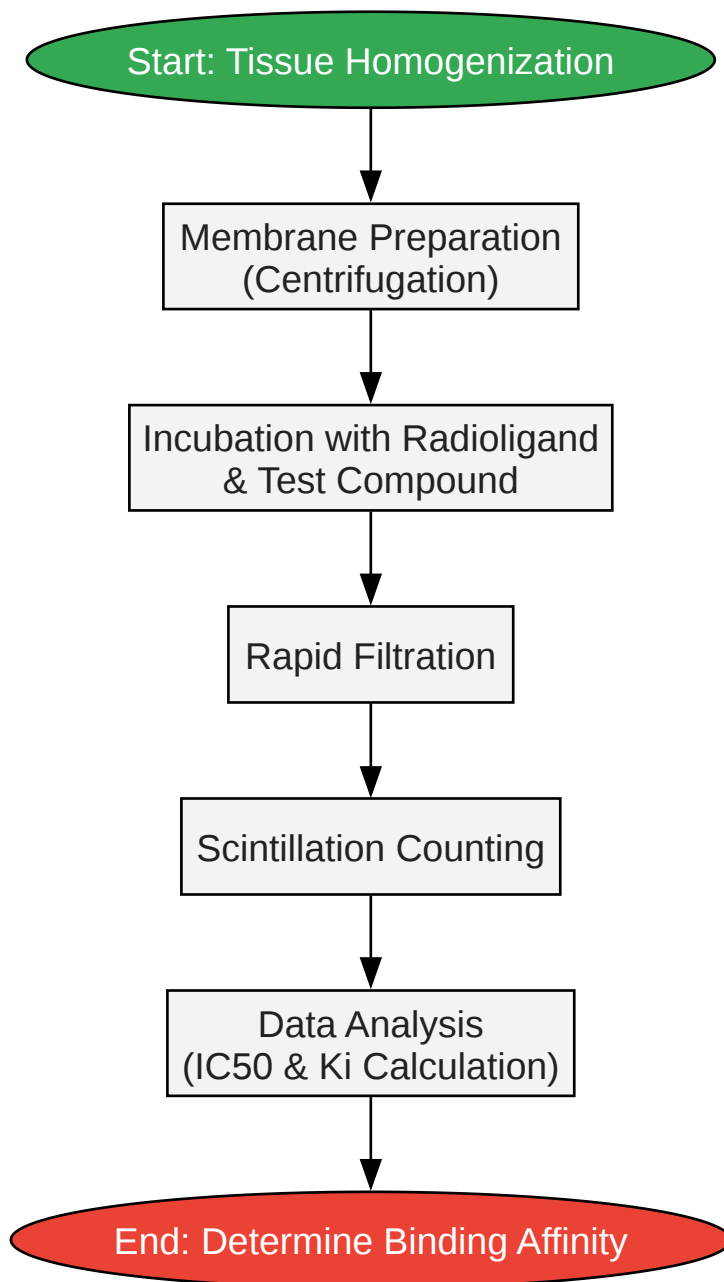 Start: Tissue Homogenization
Membrane Preparation
(Centrifugation)
Incubation with Radioligand
& Test Compound
Rapid Filtration
Scintillation Counting
Data Analysis
(IC50 & Ki Calculation)
End: Determine Binding Affinity